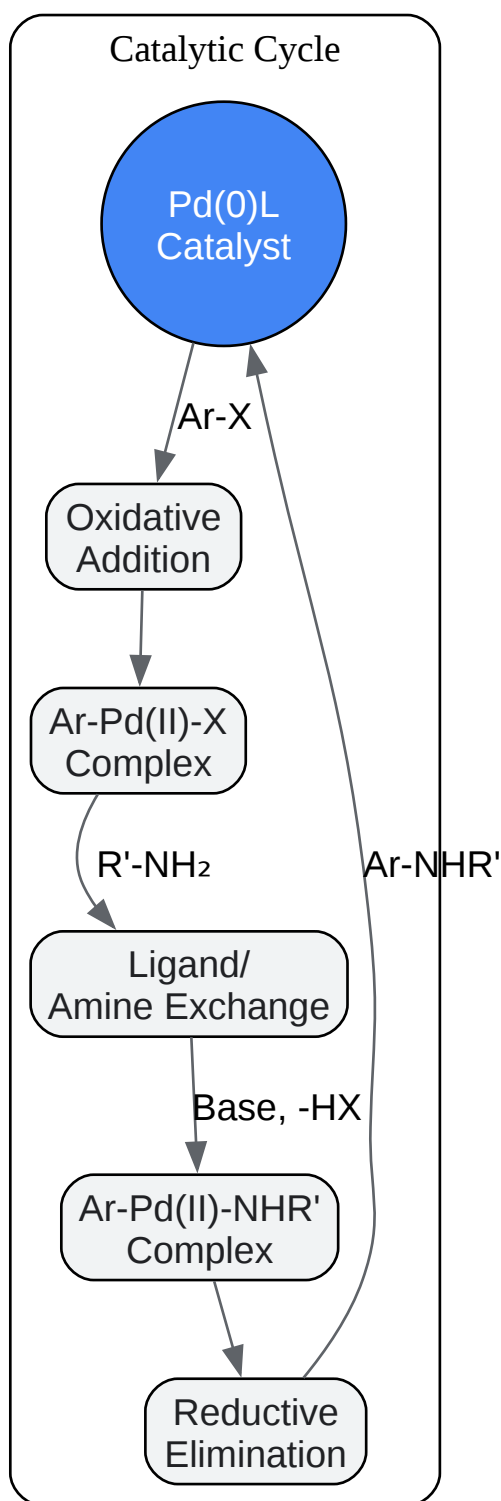 Catalytic Cycle
Pd(0)L
Catalyst
Ar-X
Oxidative
Addition
Ar-Pd(II)-X
Complex
R'-NH₂
Ar-NHR'
Ligand/
Amine Exchange
Base, -HX
Ar-Pd(II)-NHR'
Complex
Reductive
Elimination